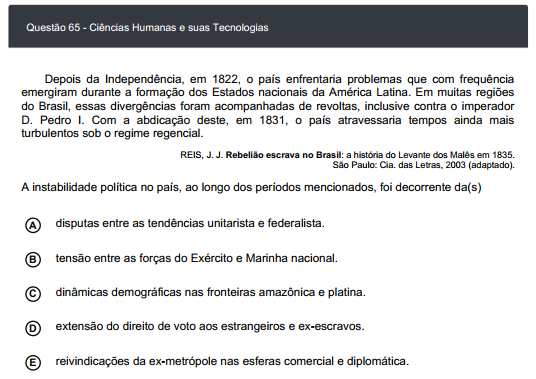 Questão 65 - Ciências Humanas e suas Tecnologias
Depois da Independência, em 1822, o país enfrentaria problemas que com frequência
emergiram durante a formação dos Estados nacionais da América Latina. Em muitas regiões
do Brasil, essas divergências foram acompanhadas de revoltas, inclusive contra o imperador
D. Pedro I. Com a abdicação deste, em 1831, o país atravessaria tempos ainda mais
turbulentos sob o regime regencial.
REIS, J. J. Rebelião escrava no Brasil: a história do Levante dos Malês em 1835.
São Paulo: Cia. das Letras, 2003 (adaptado).
A instabilidade política no país, ao longo dos períodos mencionados, foi decorrente da(s)
A disputas entre as tendências unitarista e federalista.
B tensão entre as forças do Exército e Marinha nacional.
C dinâmicas demográficas nas fronteiras amazônica e platina.
D extensão do direito de voto aos estrangeiros e ex-escravos.
E reivindicações da ex-metrópole nas esferas comercial e diplomática.